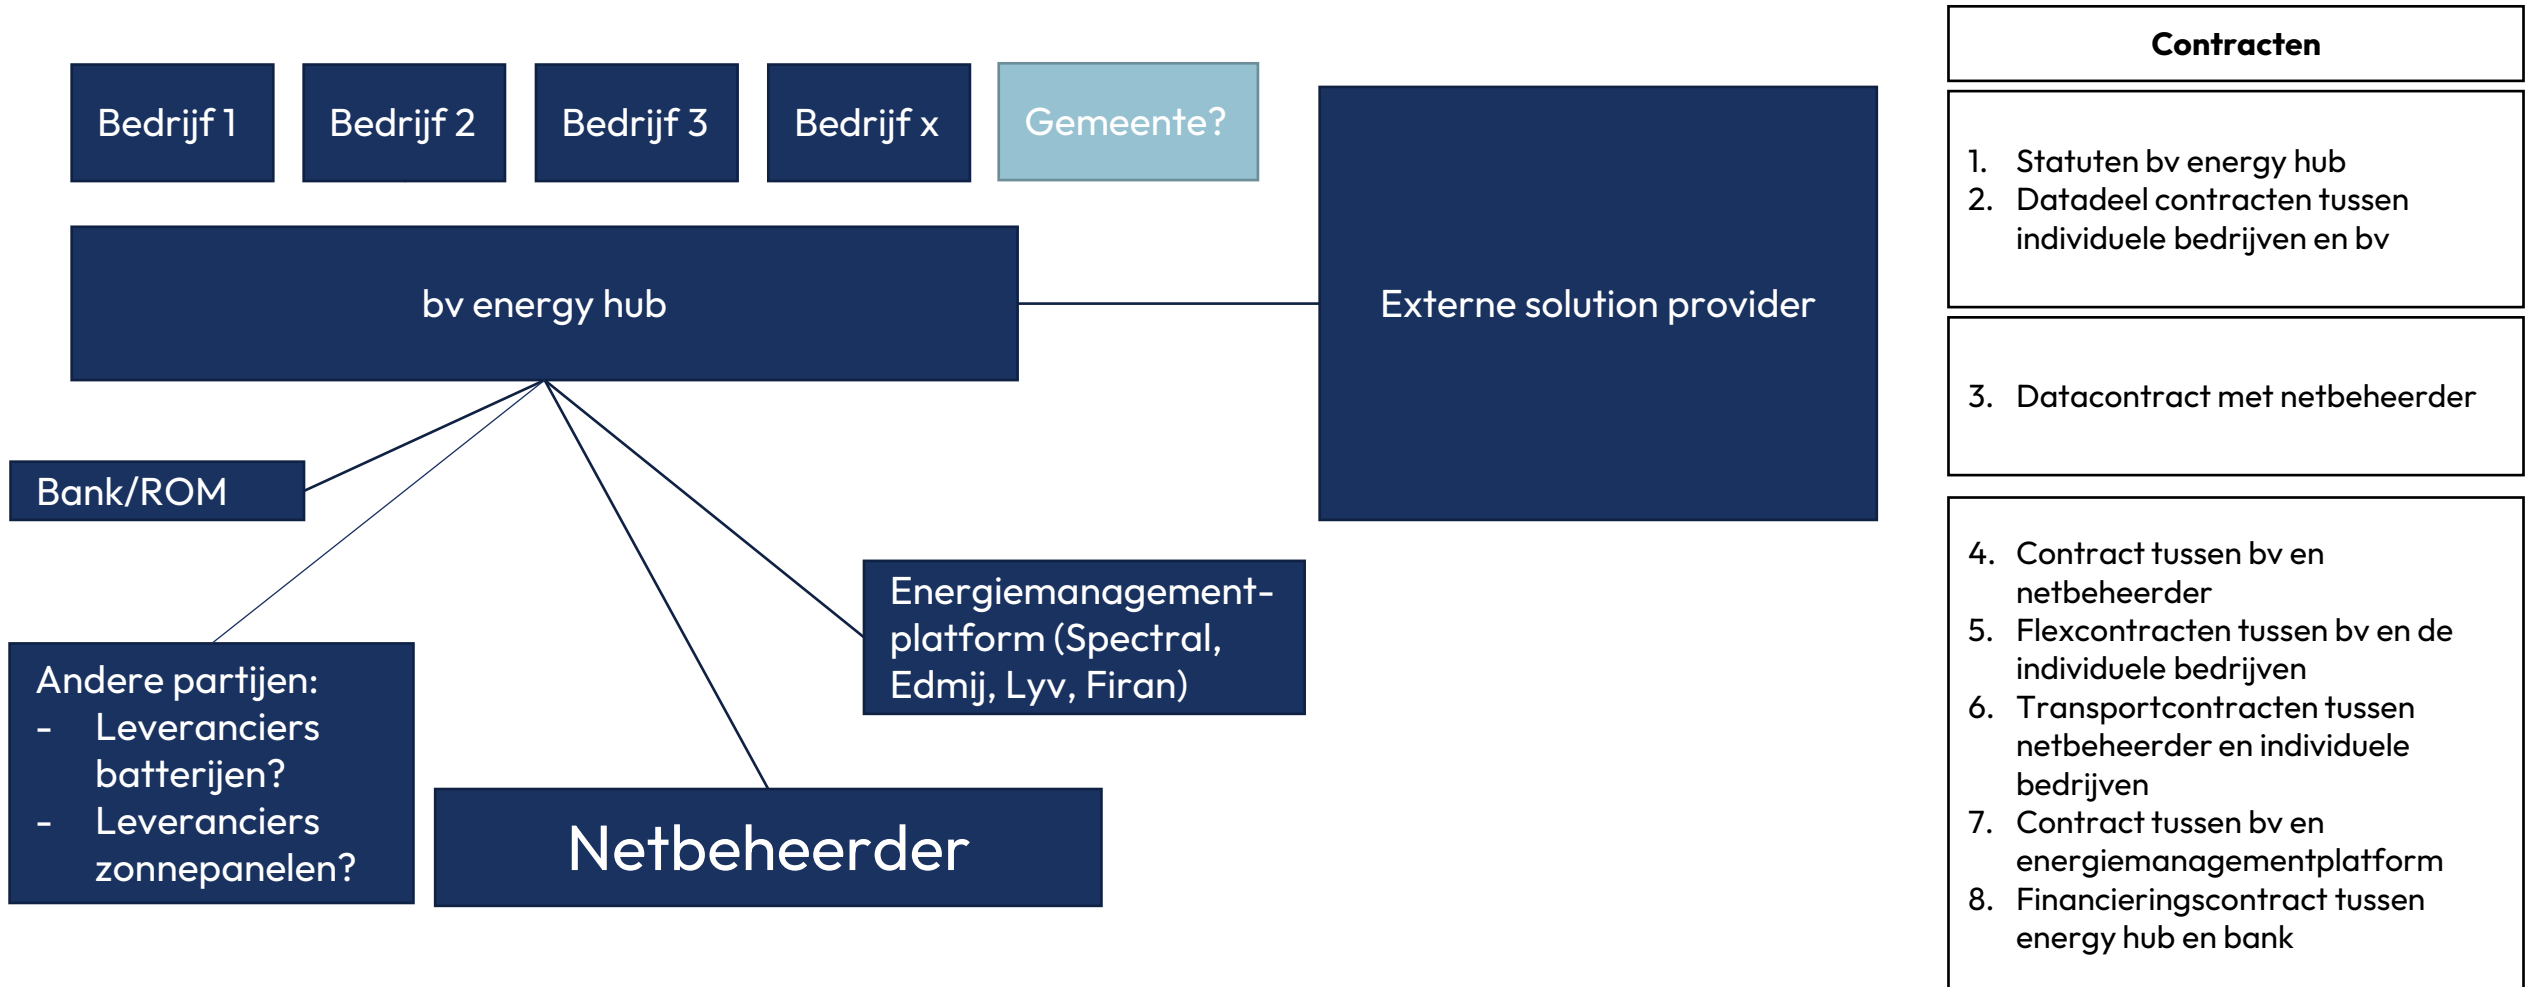 Bedrijf 1
Bedrijf 2
Bedrijf 3
Bedrijf x
Gemeente?
bv energy hub
Externe solution provider
Bank/ROM
Energiemanagement-
platform (Spectral,
Edmij, Lyv, Firan)
Andere partijen:
- Leveranciers
batterijen?
- Leveranciers
zonnepanelen?
Netbeheerder
Contracten
1. Statuten bv energy hub
2. Datadeel contracten tussen
individuele bedrijven en bv
3. Datacontract met netbeheerder
4. Contract tussen bv en
netbeheerder
5. Flexcontracten tussen bv en de
individuele bedrijven
6. Transportcontracten tussen
netbeheerder en individuele
bedrijven
7. Contract tussen bv en
energiemanagementplatform
8. Financieringscontract tussen
energy hub en bank